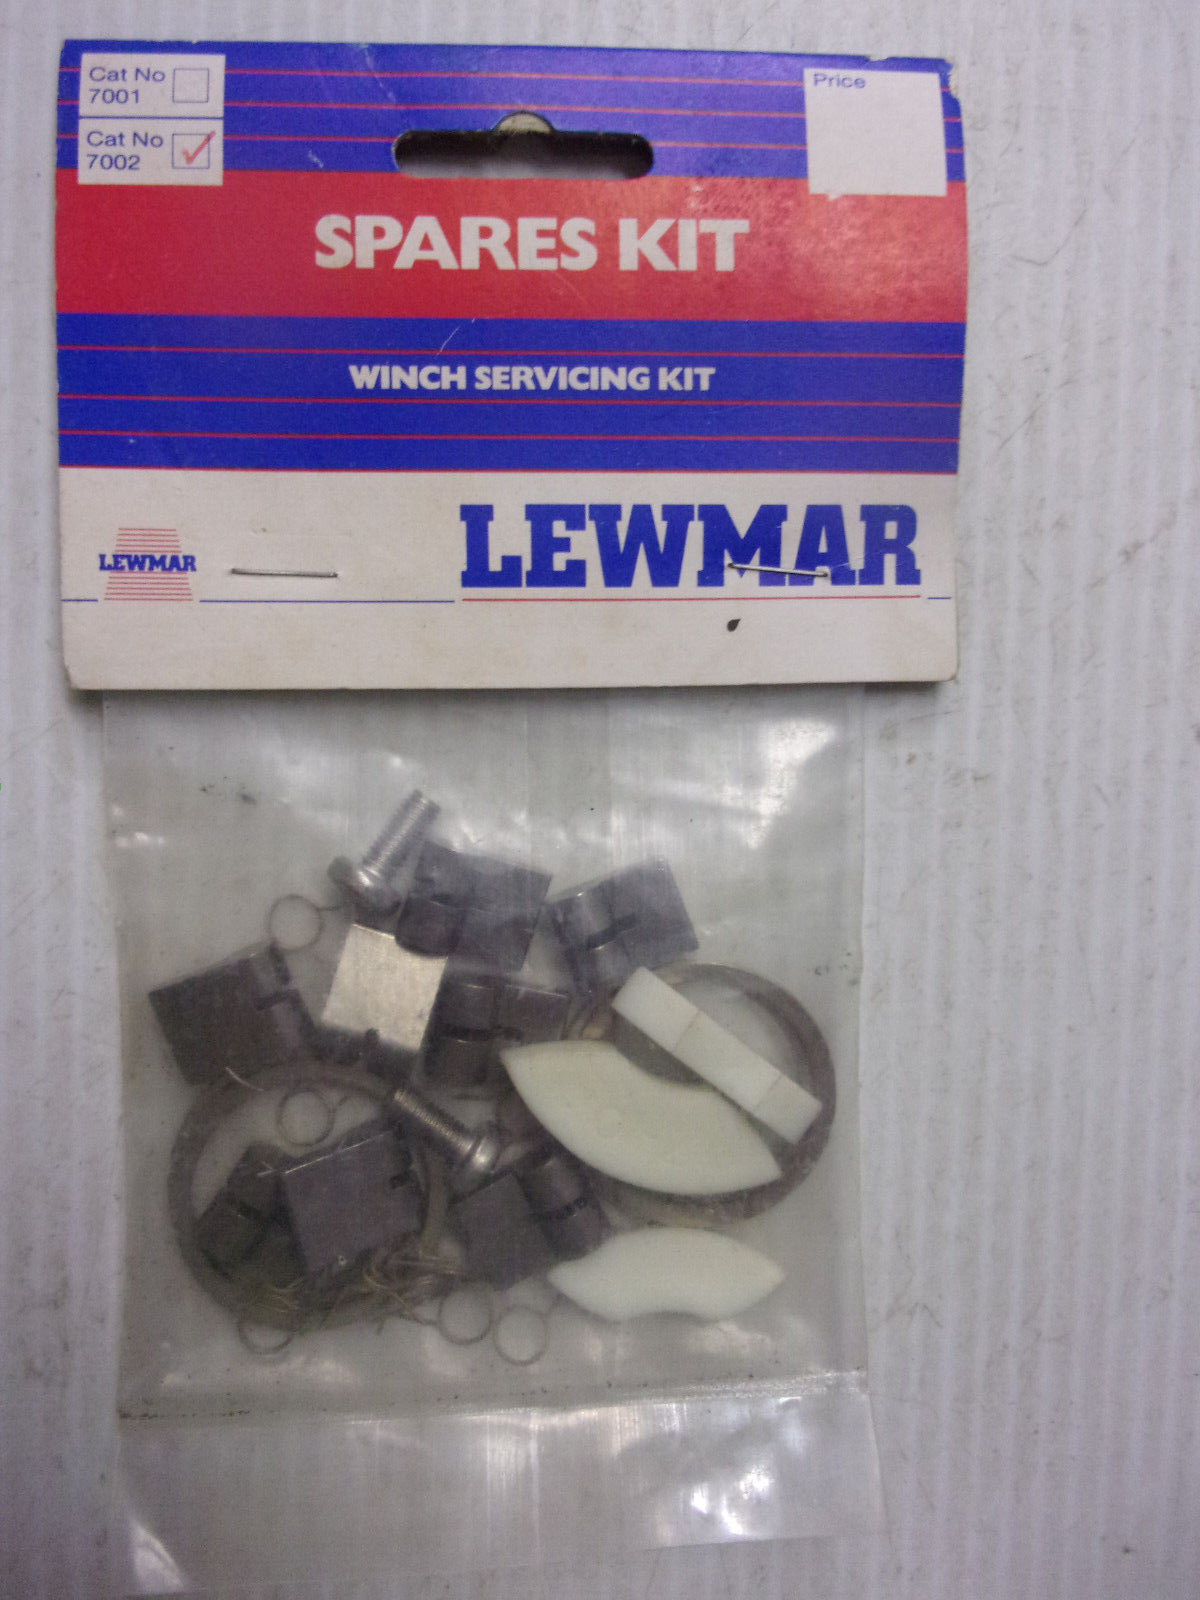 Cat No
7001
Cat No
7002
Price
SPARES KIT
WINCH SERVICING KIT
LEWMAR
LEWMAR